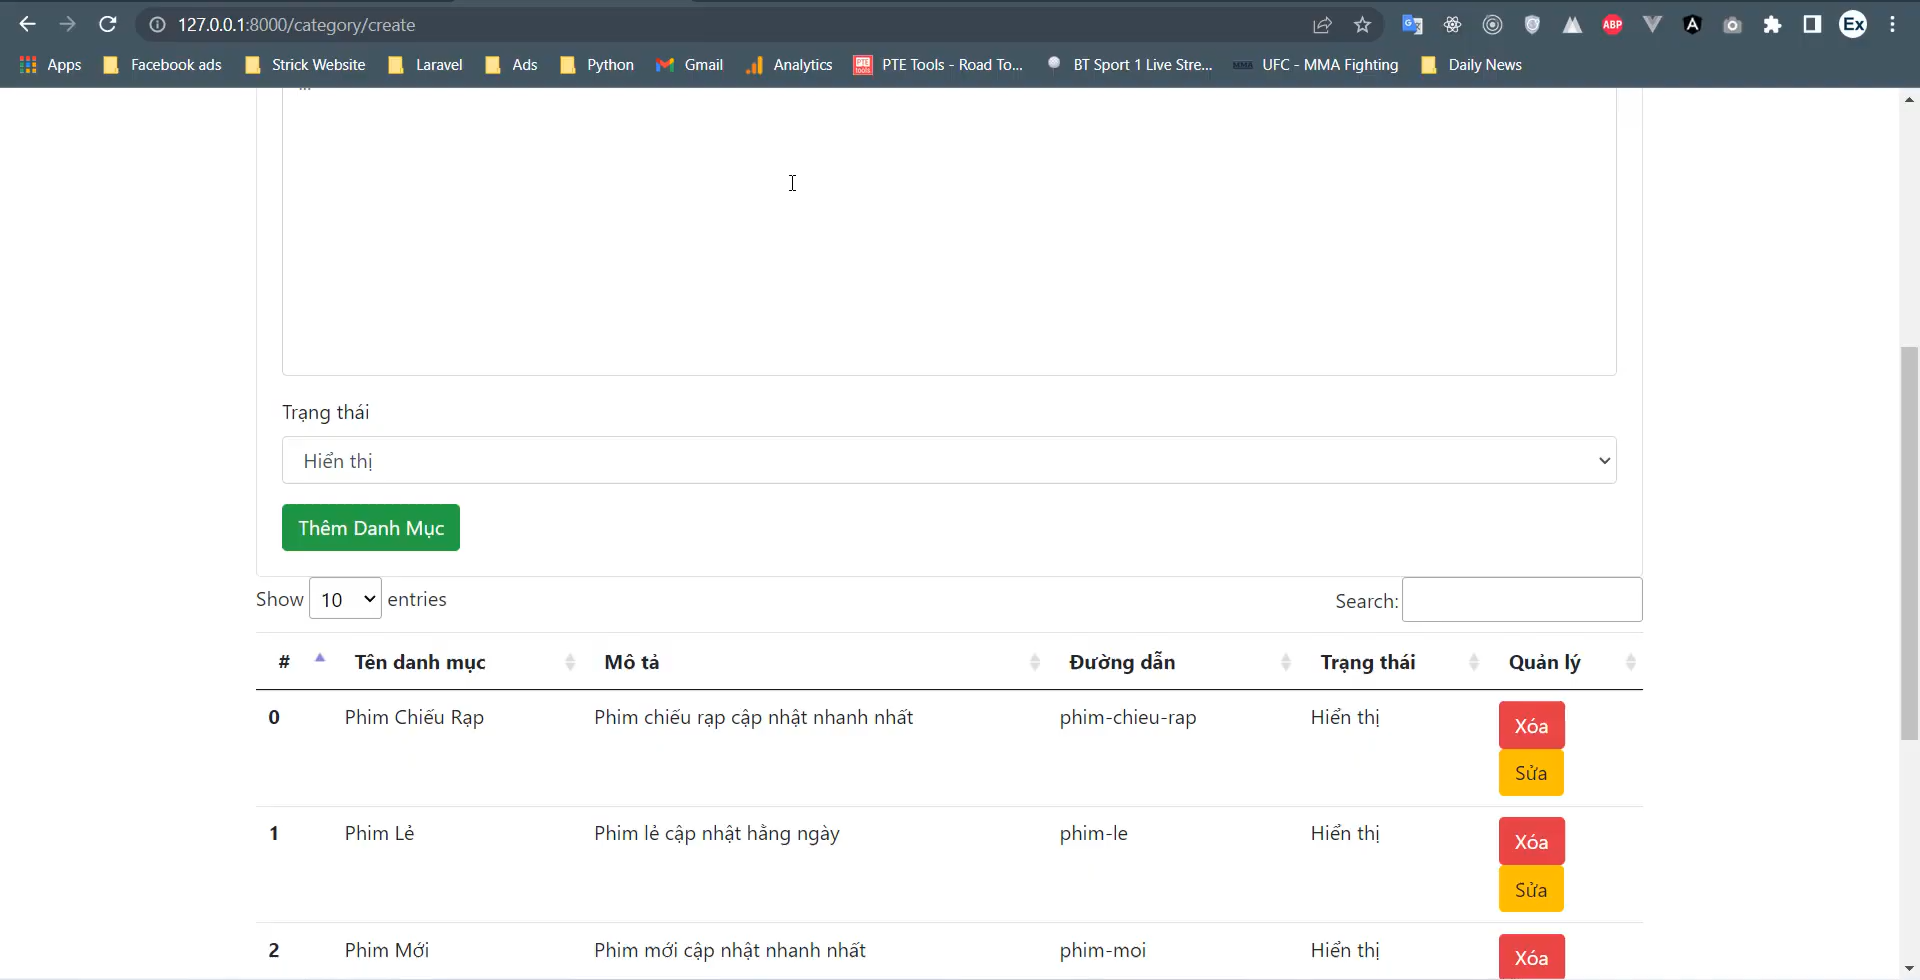 127.0.0.1:8000/category/create
ABP
A
Ex
Apps
Facebook ads
Strick Website
Laravel
Ads
Python
Gmail
Analytics
PTE Tools - Road To...
BT Sport 1 Live Stre...
UFC - MMA Fighting
Daily News
...
Trạng thái
Hiển thị
Thêm Danh Mục
Show 10 entries
Search:
# Tên danh mục Mô tả Đường dẫn Trạng thái Quản lý
0 Phim Chiếu Rạp Phim chiếu rạp cập nhật nhanh nhất phim-chieu-rap Hiển thị Xóa
Sửa
1 Phim Lẻ Phim lẻ cập nhật hằng ngày phim-le Hiển thị Xóa
Sửa
2 Phim Mới Phim mới cập nhật nhanh nhất phim-moi Hiển thị Xóa